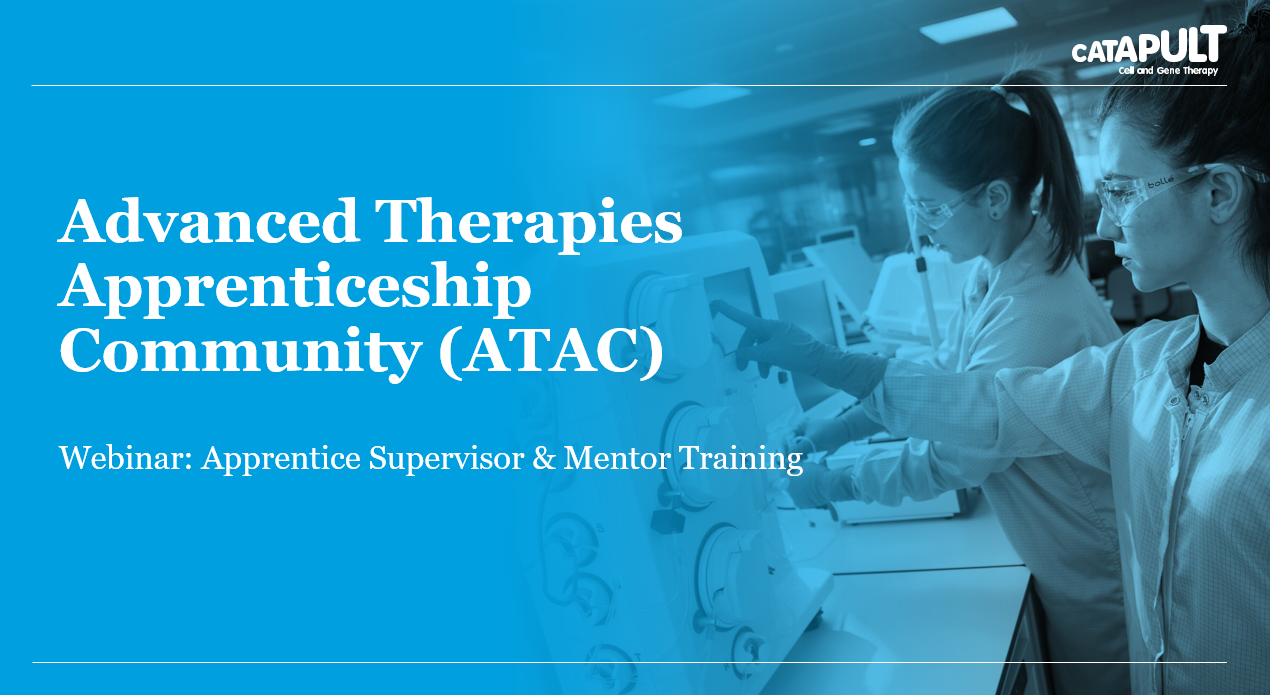 CATAPULT
Cell and Gene Therapy
Advanced Therapies
Apprenticeship
Community (ATAC)
Webinar: Apprentice Supervisor & Mentor Training
bollé